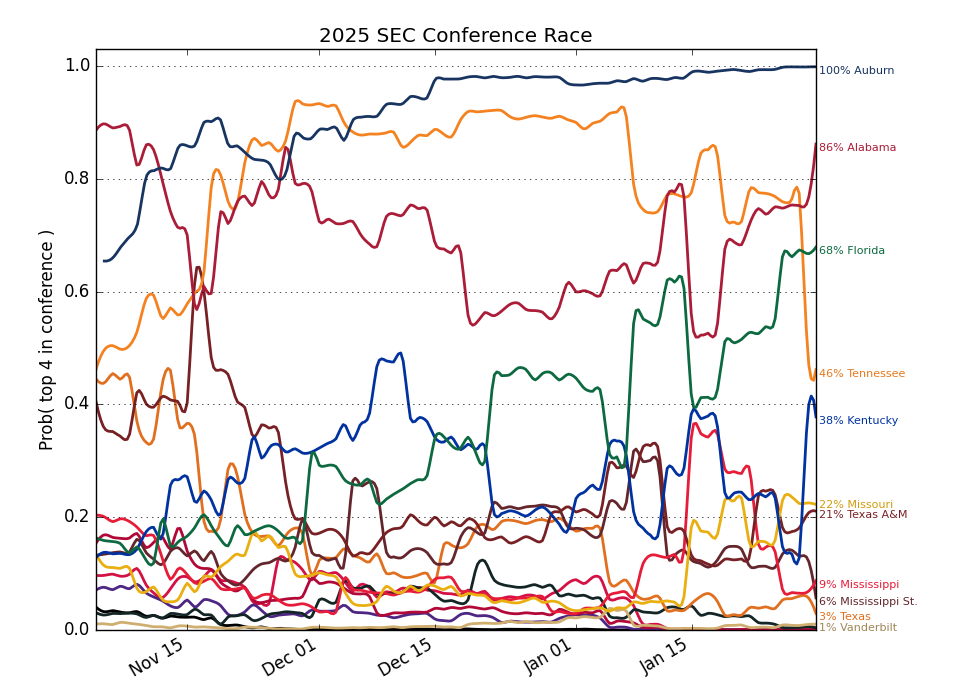 2025 SEC Conference Race
Prob( top 4 in conference )
1.0
0.8
0.6
0.4
0.2
0.0
Nov 15
Dec 01
Dec 15
Jan 01
Jan 15
100% Auburn
86% Alabama
68% Florida
46% Tennessee
38% Kentucky
22% Missouri
21% Texas A&M
9% Mississippi
6% Mississippi St.
3% Texas
1% Vanderbilt